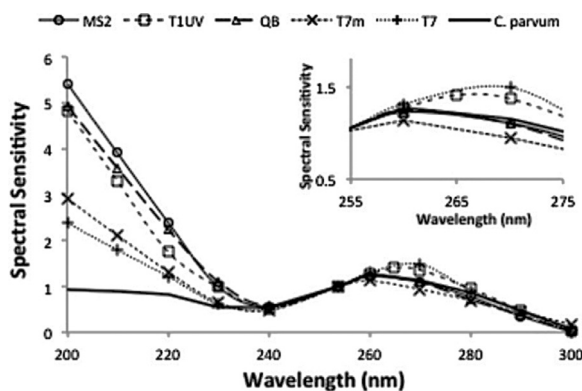 MS2 T1UV QB T7m T7 C. parvum
Spectral Sensitivity
6
5
4
3
2
1
0
200 220 240 260 280 300
Wavelength (nm)
Spectral Sensitivity
1.5
0.5
255 265 275
Wavelength (nm)